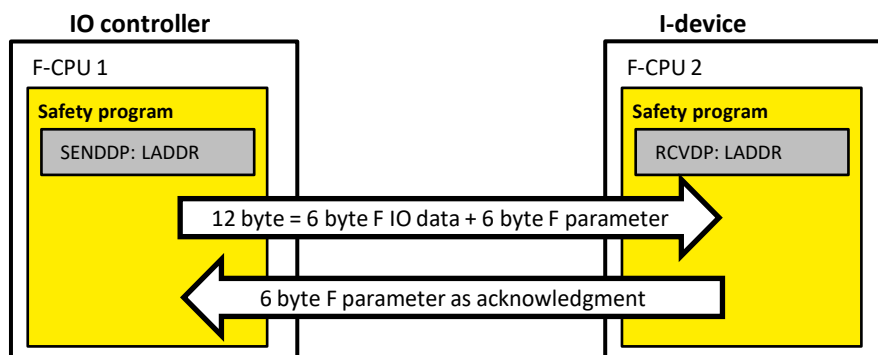 IO controller
I-device
F-CPU 1
F-CPU 2
Safety program
Safety program
SENDDP: LADDR
RCVDP: LADDR
12 byte = 6 byte F IO data + 6 byte F parameter
6 byte F parameter as acknowledgment